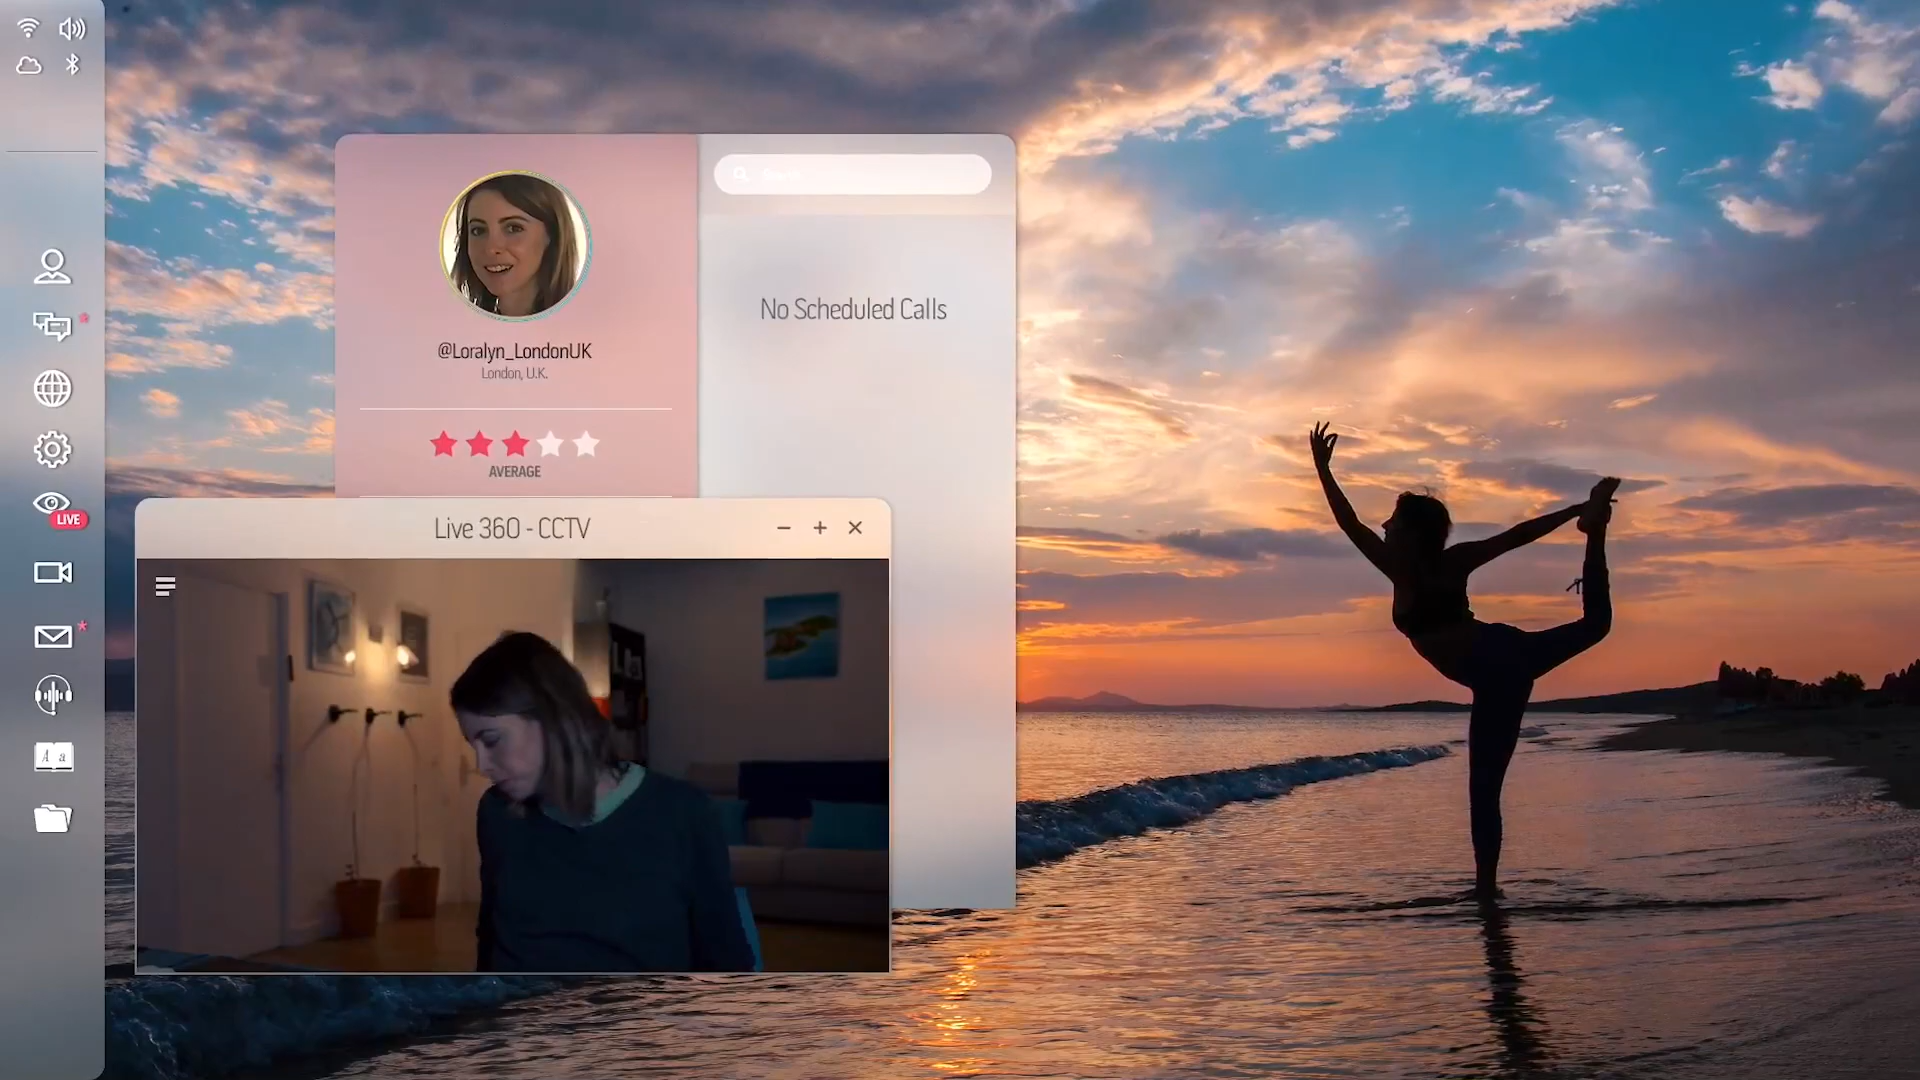 No Scheduled Calls
@Loralyn_LondonUK
London, U.K.
AVERAGE
Live 360 - CCTV
LIVE
A a